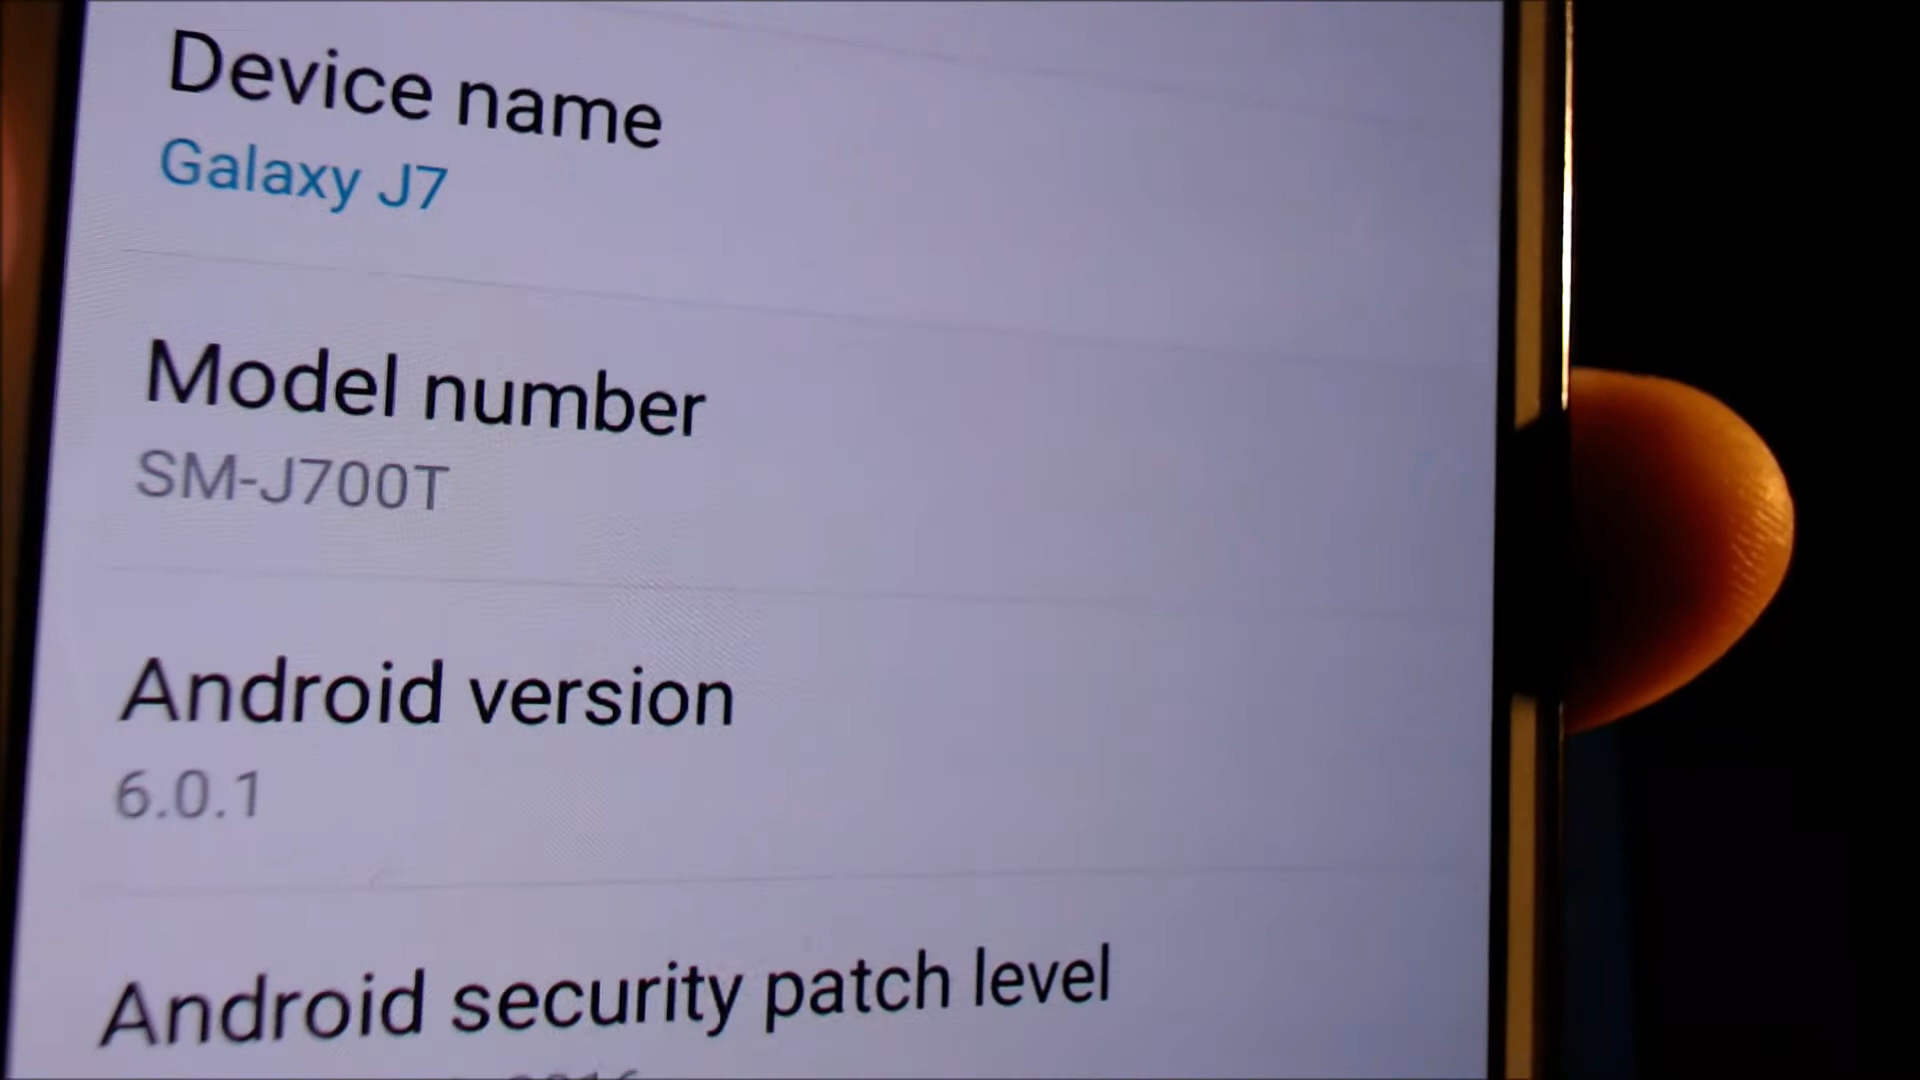 Device name
Galaxy J7
Model number
SM-J700T
Android version
6.0.1
Android security patch level